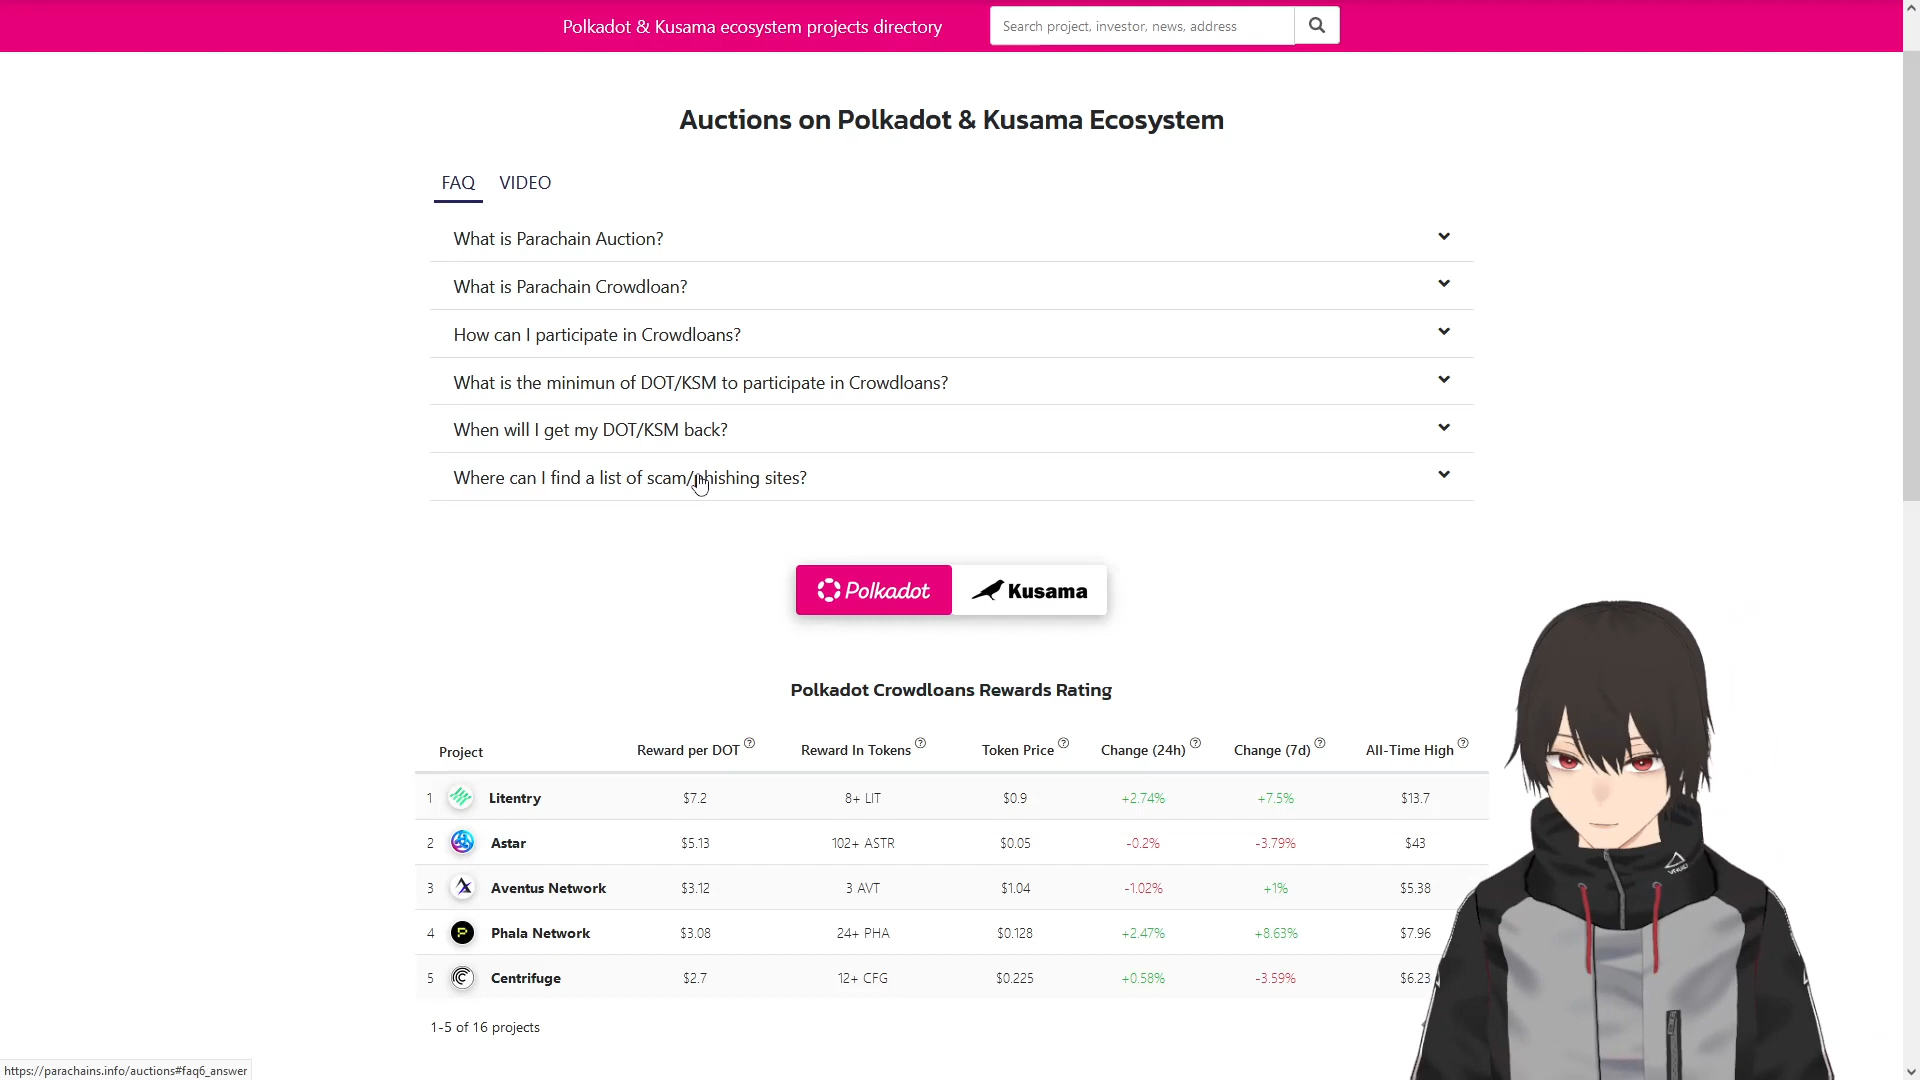 Polkadot & Kusama ecosystem projects directory
Search project, investor, news, address
Auctions on Polkadot & Kusama Ecosystem
FAQ VIDEO
What is Parachain Auction?
What is Parachain Crowdloan?
How can I participate in Crowdloans?
What is the minimun of DOT/KSM to participate in Crowdloans?
When will I get my DOT/KSM back?
Where can I find a list of scam/phishing sites?
Polkadot Kusama
Polkadot Crowdloans Rewards Rating
Project Reward per DOT Reward In Tokens Token Price Change (24h) Change (7d) All-Time High
1 Litentry $7.2 8+ LIT $0.9 +2.74% +7.5% $13.7
2 Astar $5.13 102+ ASTR $0.05 -0.2% -3.79% $43
3 Aventus Network $3.12 3 AVT $1.04 -1.02% +1% $5.38
4 Phala Network $3.08 24+ PHA $0.128 +2.47% +8.63% $7.96
5 Centrifuge $2.7 12+ CFG $0.225 +0.58% -3.59% $6.23
1-5 of 16 projects
https://parachains.info/auctions#faq6_answer